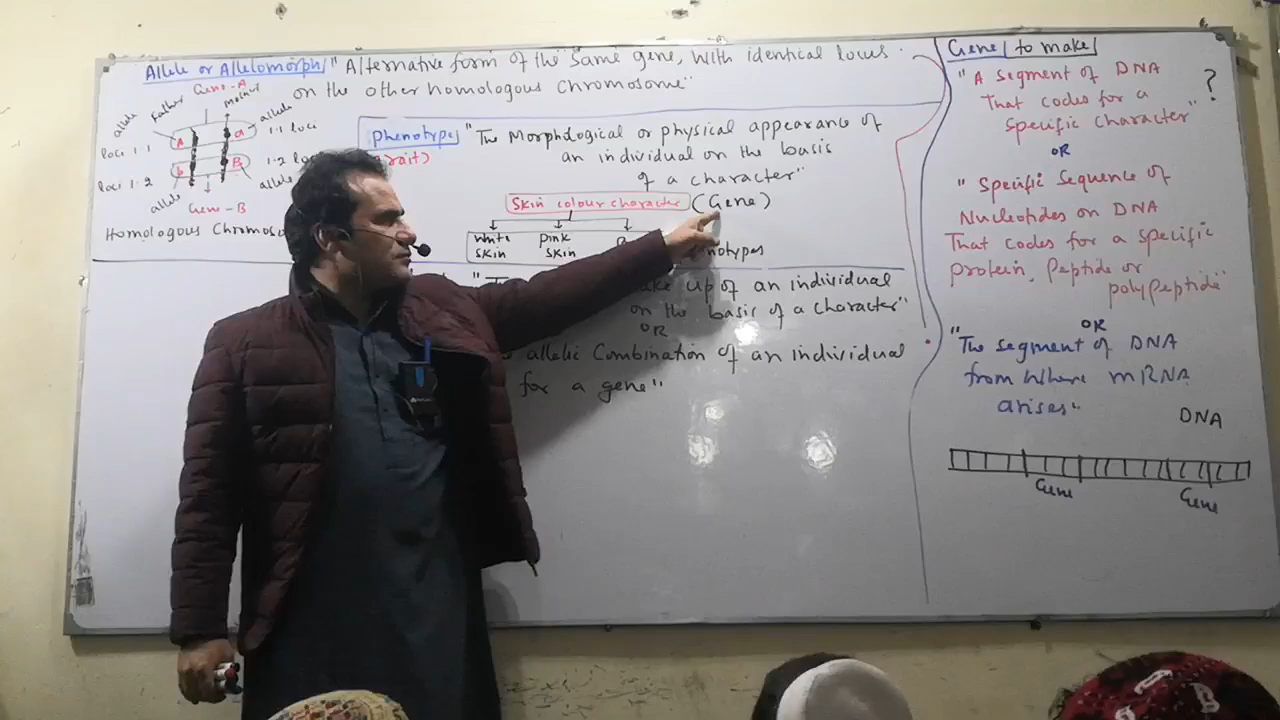 Allele or Allelomorph "Alternative form of the same gene, with identical locus
on the other homologous chromosome"
Gene-A
allele
Father
Mother
allele
loci 1.1
A
a
1.1 loci
loci 1.2
b
B
1.2
allele
Gene-B
Homologous
phenotype "The Morphological or physical appearance of
an individual on the basis
of a character"
Skin colour character (Gene)
white
skin
pink
skin
up of an individual
on the basic of a character"
OR
allelic Combination of an individual
for a gene"
Gene to make
"A segment of DNA
That codes for a
specific character"
?
OR
"Specific Sequence of
Nucleotides on DNA
That codes for a specific
protein, peptide or
polypeptide"
OR
"The segment of DNA
from where mRNA
arises"
DNA
Gene
Gene